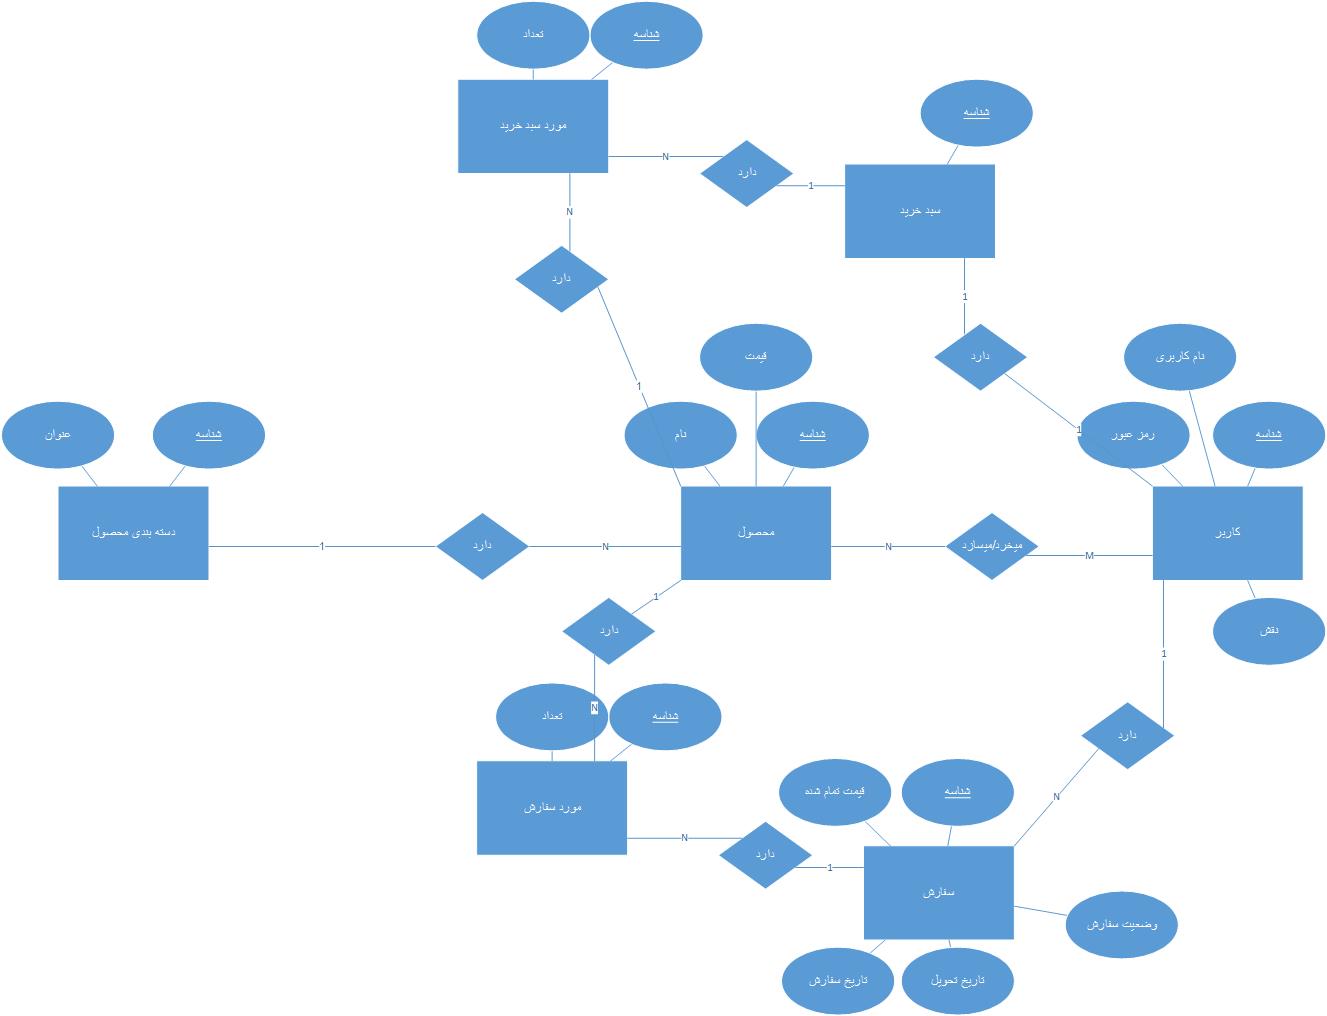 تعداد
شناسه
مورد سبد خرید
شناسه
N
دارد
1
سبد خرید
N
دارد
1
1
دارد
1
قیمت
نام کاربری
عنوان
شناسه
نام
شناسه
رمز عبور
شناسه
دسته بندی محصول
1
دارد
N
محصول
N
میخرد/میسازد
M
کاربر
1
دارد
N
نقش
1
دارد
N
تعداد
شناسه
قیمت تمام شده
شناسه
مورد سفارش
N
دارد
1
سفارش
وضعیت سفارش
تاریخ سفارش
تاریخ تحویل